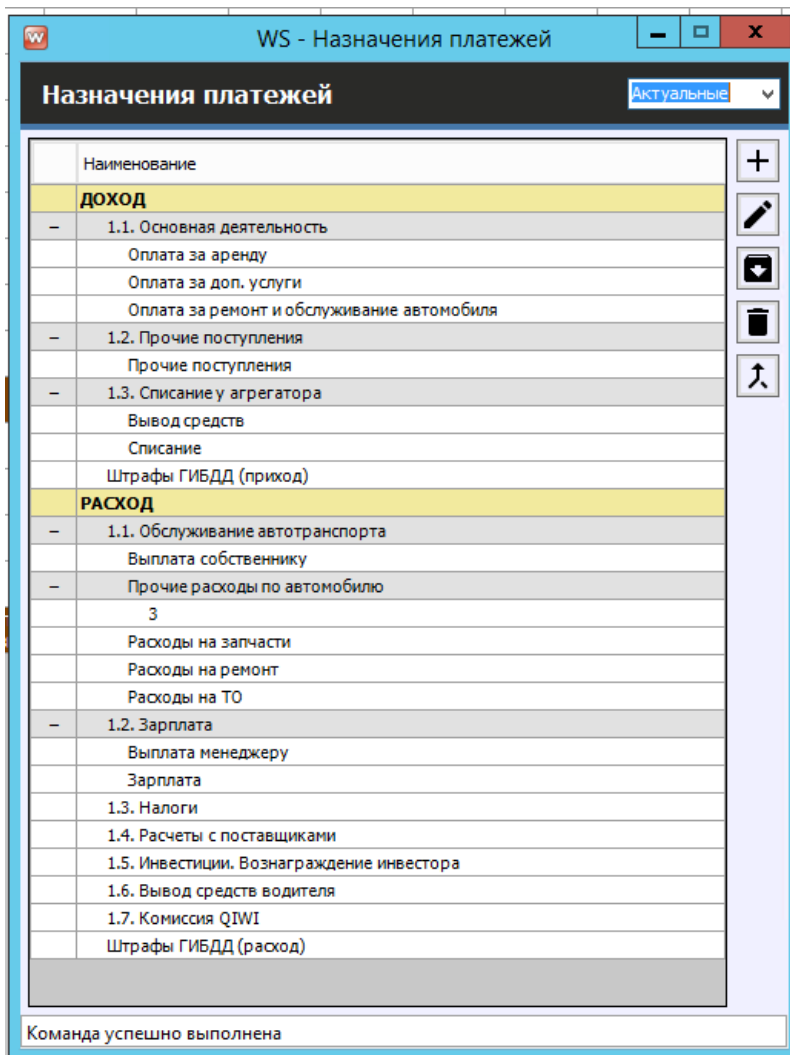 WS - Назначения платежей
Назначения платежей
Актуальные
Наименование
ДОХОД
1.1. Основная деятельность
Оплата за аренду
Оплата за доп. услуги
Оплата за ремонт и обслуживание автомобиля
1.2. Прочие поступления
Прочие поступления
1.3. Списание у агрегатора
Вывод средств
Списание
Штрафы ГИБДД (приход)
РАСХОД
1.1. Обслуживание автотранспорта
Выплата собственнику
Прочие расходы по автомобилю
3
Расходы на запчасти
Расходы на ремонт
Расходы на ТО
1.2. Зарплата
Выплата менеджеру
Зарплата
1.3. Налоги
1.4. Расчеты с поставщиками
1.5. Инвестиции. Вознаграждение инвестора
1.6. Вывод средств водителя
1.7. Комиссия QIWI
Штрафы ГИБДД (расход)
Команда успешно выполнена